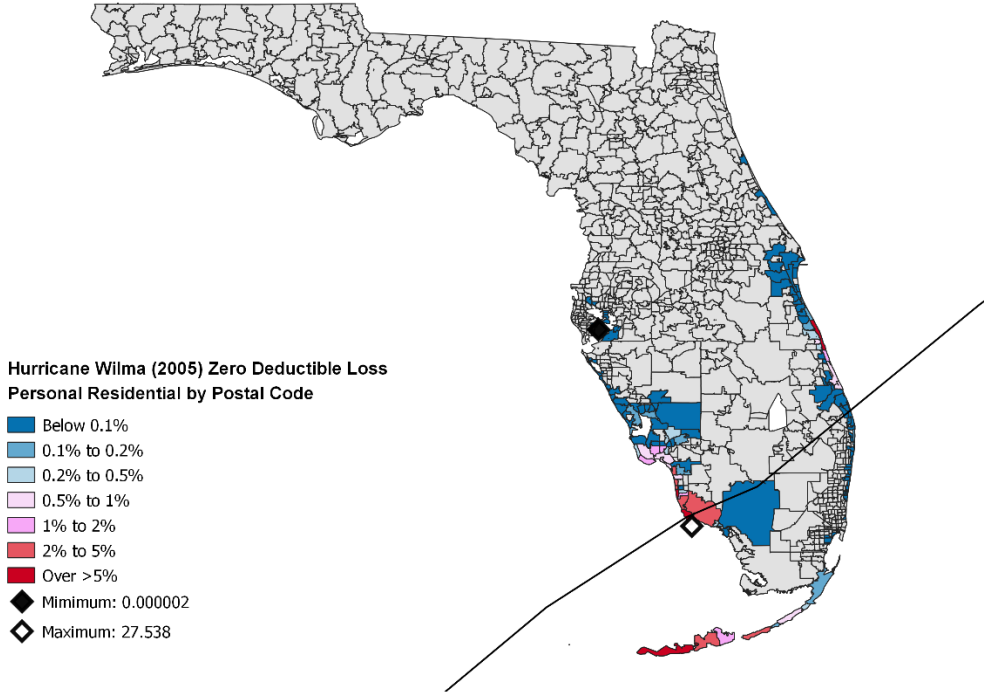 Hurricane Wilma (2005) Zero Deductible Loss
Personal Residential by Postal Code
Below 0.1%
0.1% to 0.2%
0.2% to 0.5%
0.5% to 1%
1% to 2%
2% to 5%
Over >5%
Mimimum: 0.000002
Maximum: 27.538